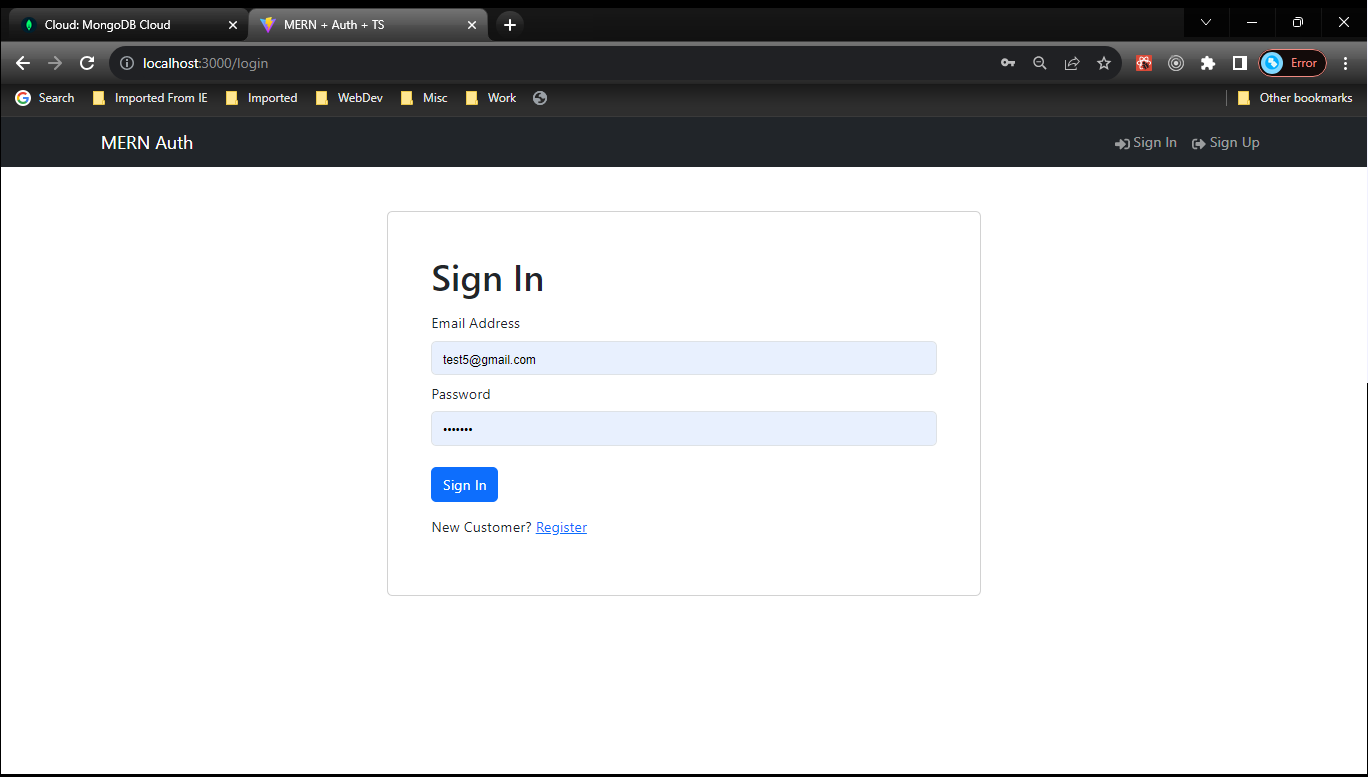 Cloud: MongoDB Cloud
MERN + Auth + TS
localhost:3000/login
Error
Search
Imported From IE
Imported
WebDev
Misc
Work
Other bookmarks
MERN Auth
Sign In
Sign Up
Sign In
Email Address
test5@gmail.com
Password
•••••••
Sign In
New Customer? Register